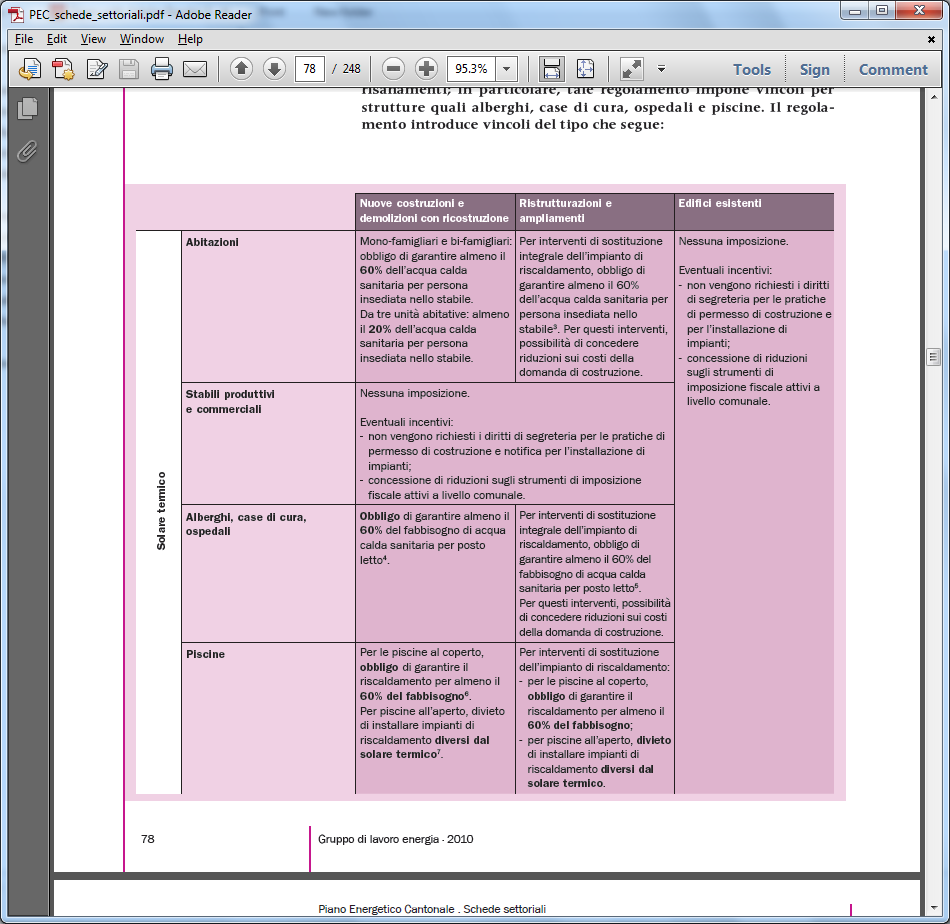 PEC_schede_settoriali.pdf - Adobe Reader
File Edit View Window Help
78 / 248 95.3% Tools Sign Comment
risanamenti; in particolare, tale regolamento impone vincoli per
strutture quali alberghi, case di cura, ospedali e piscine. Il regola-
mento introduce vincoli del tipo che segue:
Nuove costruzioni e
demolizioni con ricostruzione
Ristrutturazioni e
ampliamenti
Edifici esistenti
Solare termico
Abitazioni
Mono-famigliari e bi-famigliari:
obbligo di garantire almeno il
60% dell'acqua calda
sanitaria per persona
insediata nello stabile.
Da tre unità abitative: almeno
il 20% dell'acqua calda
sanitaria per persona
insediata nello stabile.
Per interventi di sostituzione
integrale dell'impianto di
riscaldamento, obbligo di
garantire almeno il 60%
dell'acqua calda sanitaria per
persona insediata nello
stabile³. Per questi interventi,
possibilità di concedere
riduzioni sui costi della
domanda di costruzione.
Nessuna imposizione.
Eventuali incentivi:
- non vengono richiesti i diritti
di segreteria per le pratiche
di permesso di costruzione e
per l'installazione di
impianti;
- concessione di riduzioni
sugli strumenti di
imposizione fiscale attivi a
livello comunale.
Stabili produttivi
e commerciali
Nessuna imposizione.
Eventuali incentivi:
- non vengono richiesti i diritti di segreteria per le pratiche di
permesso di costruzione e notifica per l'installazione di
impianti;
- concessione di riduzioni sugli strumenti di imposizione
fiscale attivi a livello comunale.
Alberghi, case di cura,
ospedali
Obbligo di garantire almeno il
60% del fabbisogno di acqua
calda sanitaria per posto
letto⁴.
Per interventi di sostituzione
integrale dell'impianto di
riscaldamento, obbligo di
garantire almeno il 60% del
fabbisogno di acqua calda
sanitaria per posto letto⁵.
Per questi interventi, possibilità
di concedere riduzioni sui costi
della domanda di costruzione.
Piscine
Per le piscine al coperto,
obbligo di garantire il
riscaldamento per almeno il
60% del fabbisogno⁶.
Per piscine all'aperto, divieto
di installare impianti di
riscaldamento diversi dal
solare termico⁷.
Per interventi di sostituzione
dell'impianto di riscaldamento:
- per le piscine al coperto,
obbligo di garantire il
riscaldamento per almeno il
60% del fabbisogno;
- per piscine all'aperto, divieto
di installare impianti di
riscaldamento diversi dal
solare termico.
78
Gruppo di lavoro energia . 2010
Piano Energetico Cantonale . Schede settoriali